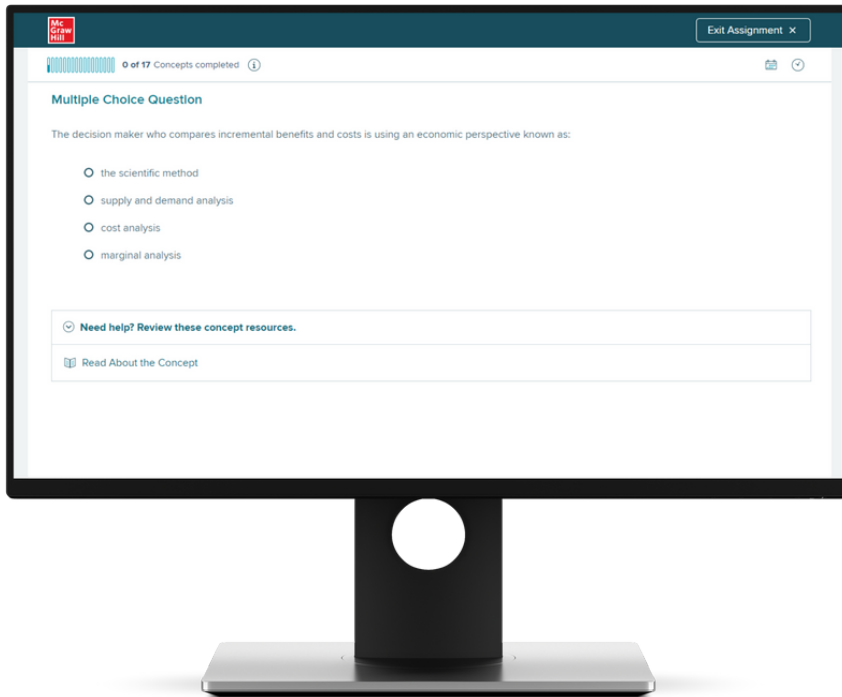 Mc
Graw
Hill
Exit Assignment ×
0 of 17 Concepts completed
Multiple Choice Question
The decision maker who compares incremental benefits and costs is using an economic perspective known as:
the scientific method
supply and demand analysis
cost analysis
marginal analysis
Need help? Review these concept resources.
Read About the Concept